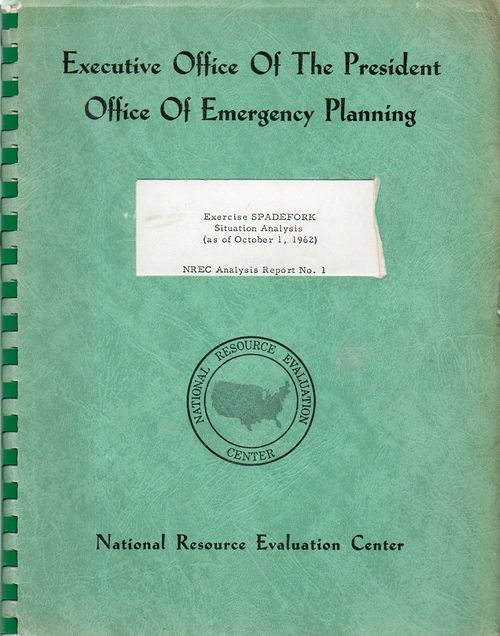 Executive Office Of The President
Office Of Emergency Planning
Exercise SPADEFORK
Situation Analysis
(as of October 1, 1962)
NREC Analysis Report No. 1
NATIONAL RESOURCE EVALUATION
CENTER
National Resource Evaluation Center